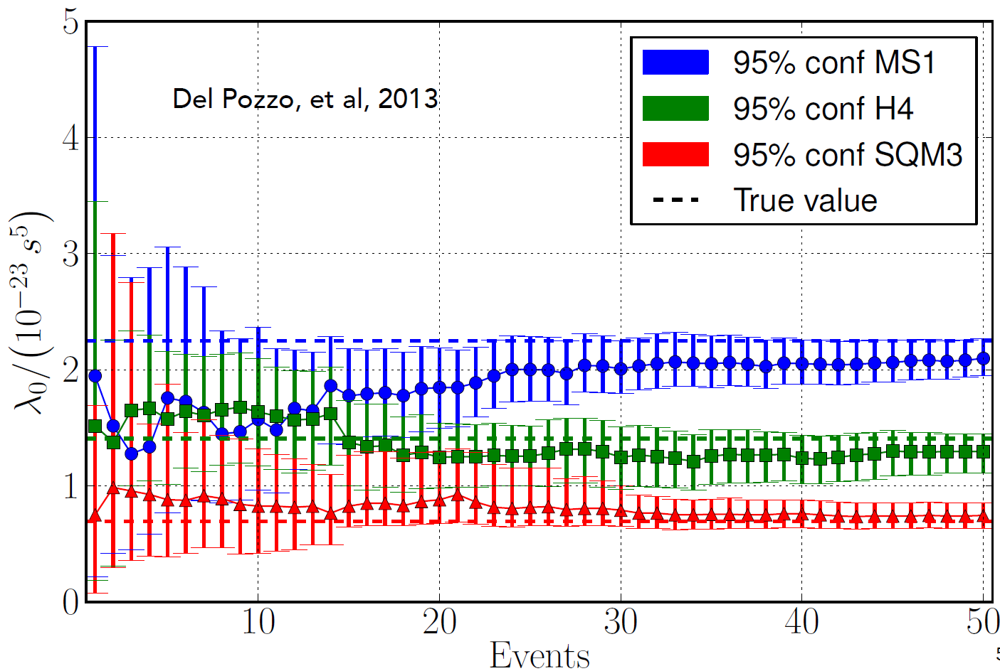 5
4
3
2
1
0
λ₀/(10⁻²³ s⁵)
Del Pozzo, et al, 2013
95% conf MS1
95% conf H4
95% conf SQM3
True value
10 20 30 40 50
Events